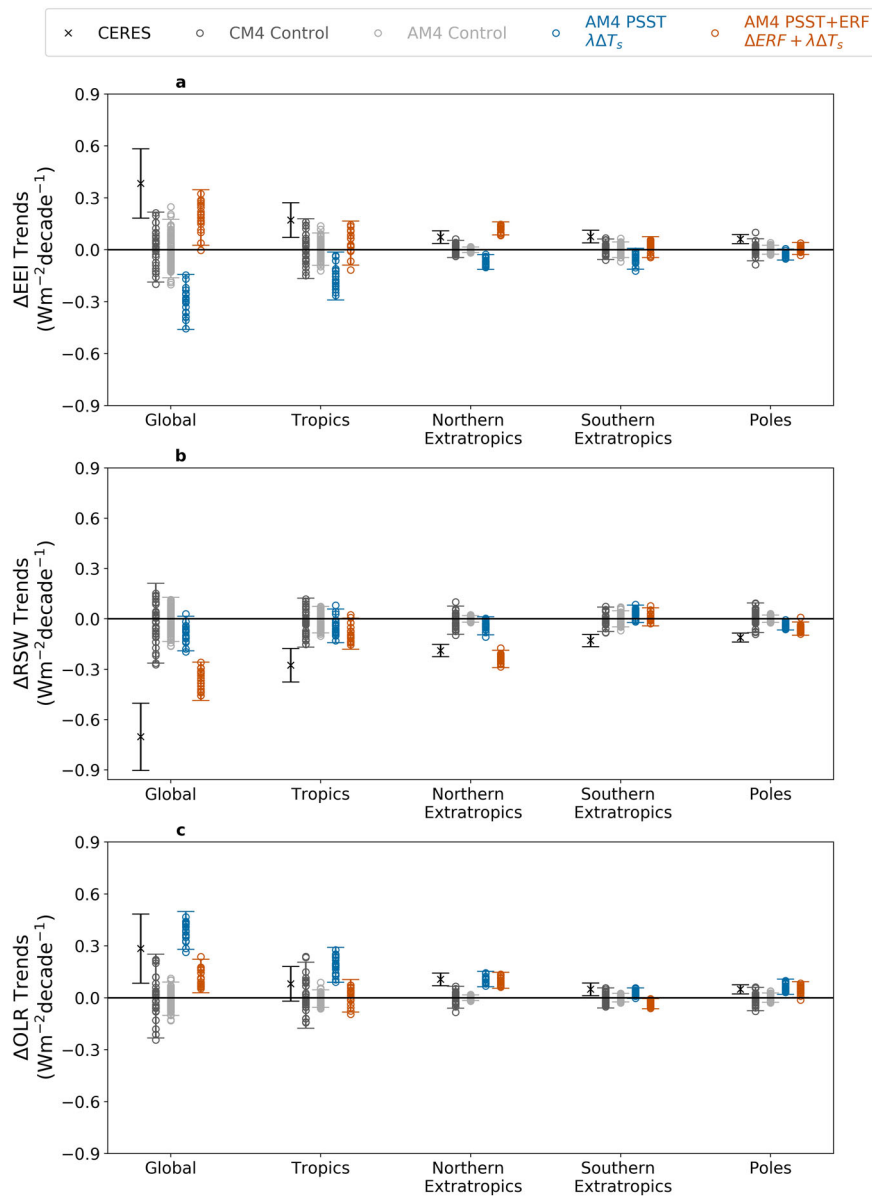 CERES
CM4 Control
AM4 Control
AM4 PSST
λΔTₛ
AM4 PSST+ERF
ΔERF + λΔTₛ
a
ΔEEI Trends
(Wm⁻²decade⁻¹)
0.9
0.6
0.3
0.0
−0.3
−0.6
−0.9
Global
Tropics
Northern
Extratropics
Southern
Extratropics
Poles
b
ΔRSW Trends
(Wm⁻²decade⁻¹)
0.9
0.6
0.3
0.0
−0.3
−0.6
−0.9
Global
Tropics
Northern
Extratropics
Southern
Extratropics
Poles
c
ΔOLR Trends
(Wm⁻²decade⁻¹)
0.9
0.6
0.3
0.0
−0.3
−0.6
−0.9
Global
Tropics
Northern
Extratropics
Southern
Extratropics
Poles